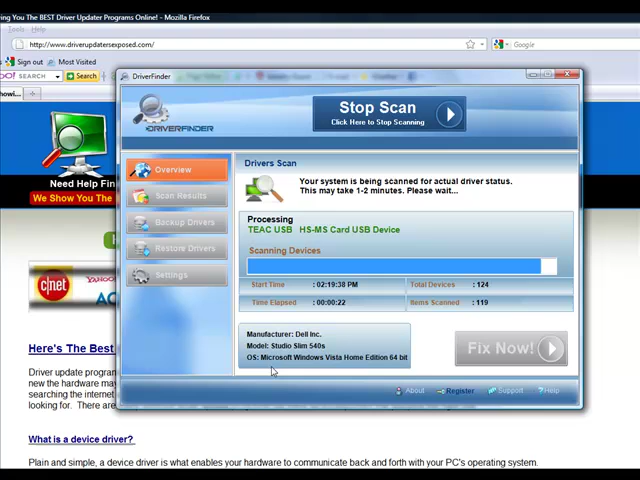 ing You The BEST Driver Updater Programs Online! - Mozilla Firefox
Tools Help
http://www.driverupdatersexposed.com/
Google
Sign out Most Visited
SEARCH Search
DriverFinder
Stop Scan
Click Here to Stop Scanning
DRIVERFINDER
Need Help Fin
We Show You The
Overview
Scan Results
Backup Drivers
Restore Drivers
Settings
Drivers Scan
Your system is being scanned for actual driver status.
This may take 1-2 minutes. Please wait...
Processing
TEAC USB HS-MS Card USB Device
Scanning Devices
Start Time : 02:19:38 PM Total Devices : 124
Time Elapsed : 00:00:22 Items Scanned : 119
Manufacturer: Dell Inc.
Model: Studio Slim 540s
OS: Microsoft Windows Vista Home Edition 64 bit
Fix Now!
About Register Support Help
c|net YAHOO
AO
Here's The Best
Driver update program
new the hardware may
searching the internet
looking for. There are
What is a device driver?
Plain and simple, a device driver is what enables your hardware to communicate back and forth with your PC's operating system.